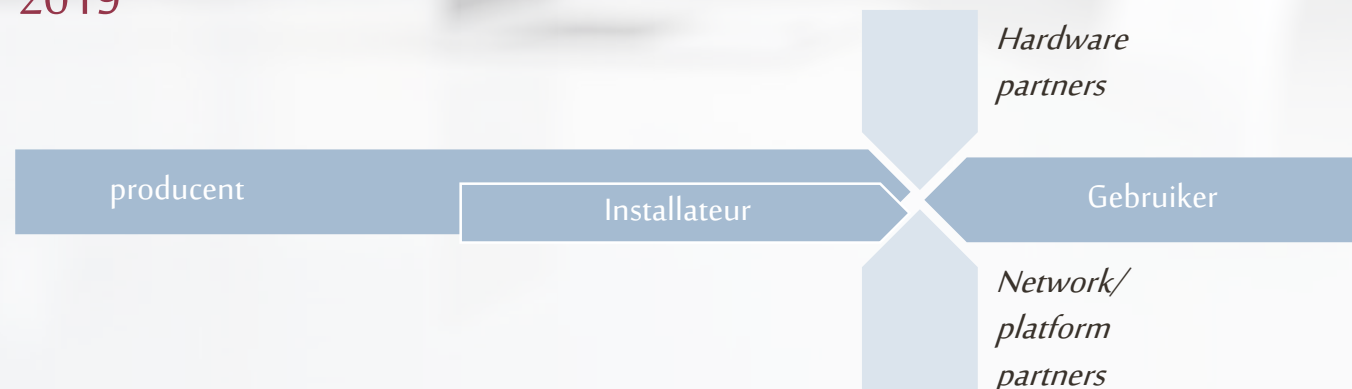 2019
Hardware
partners
producent
Installateur
Gebruiker
Network/
platform
partners